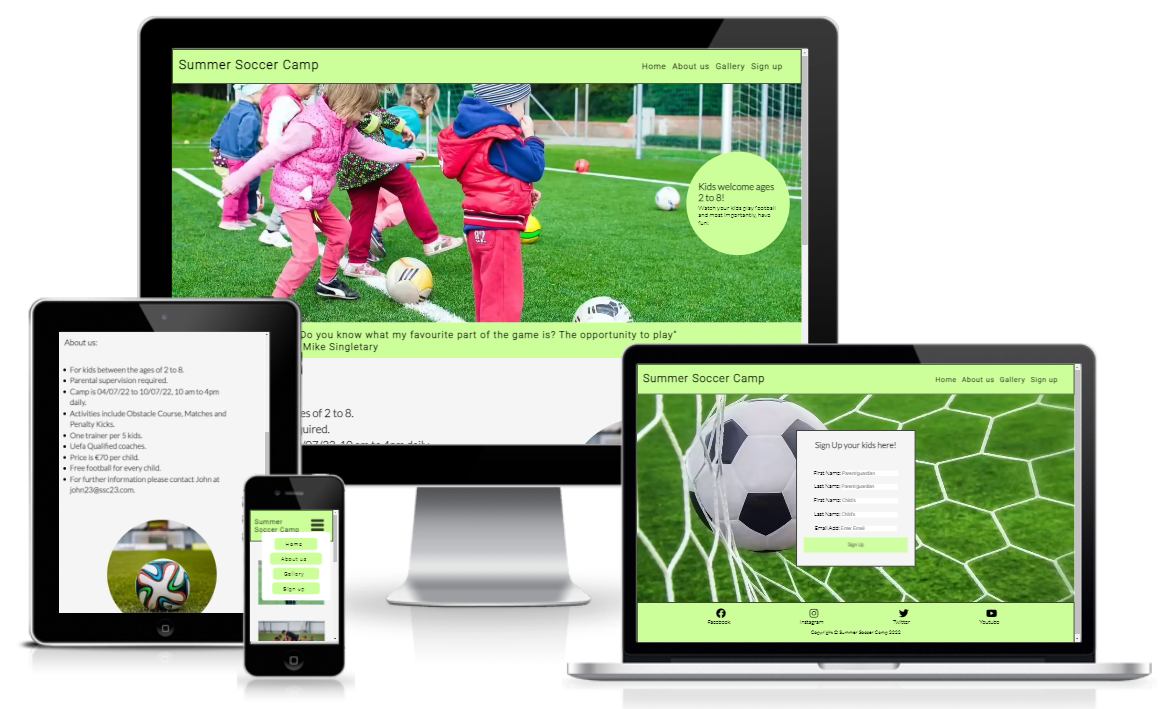 Summer Soccer Camp
Home About us Gallery Sign up
Kids welcome ages
2 to 8!
Watch your kids play football
and most importantly, have
fun!
Do you know what my favourite part of the game is? The opportunity to play"
Mike Singletary
es of 2 to 8.
uired.
/07/22, 10 am to 4pm daily.
About us:
For kids between the ages of 2 to 8.
Parental supervision required.
Camp is 04/07/22 to 10/07/22, 10 am to 4pm
daily.
Activities include Obstacle Course, Matches and
Penalty Kicks.
One trainer per 5 kids.
Uefa Qualified coaches.
Price is €70 per child.
Free football for every child.
For further information please contact John at
john23@ssc23.com.
Summer
Soccer Camp
Home
About us
Gallery
Sign up
Summer Soccer Camp
Home About us Gallery Sign up
Sign Up your kids here!
First Name: Parent/guardian
Last Name: Parent/guardian
First Name: Child's
Last Name: Child's
Email Add: Enter Email
Sign Up
Facebook Instagram Twitter Youtube
Copyright © Summer Soccer Camp 2022